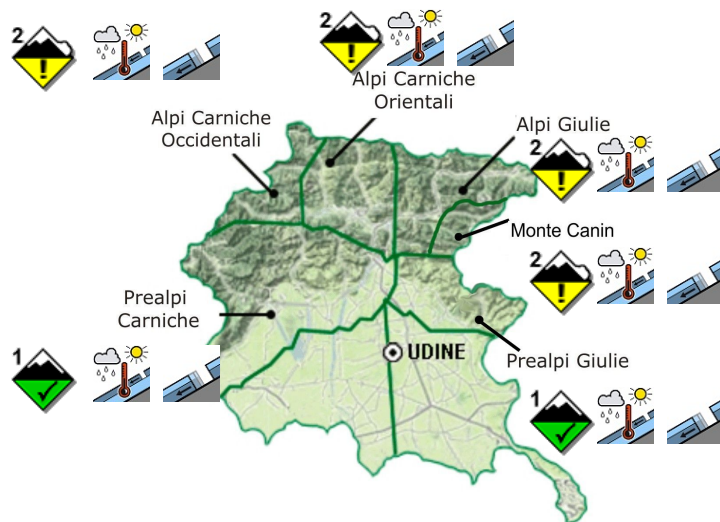 2
2
Alpi Carniche
Orientali
Alpi Carniche
Occidentali
Alpi Giulie
2
Monte Canin
2
Prealpi
Carniche
1
UDINE
Prealpi Giulie
1